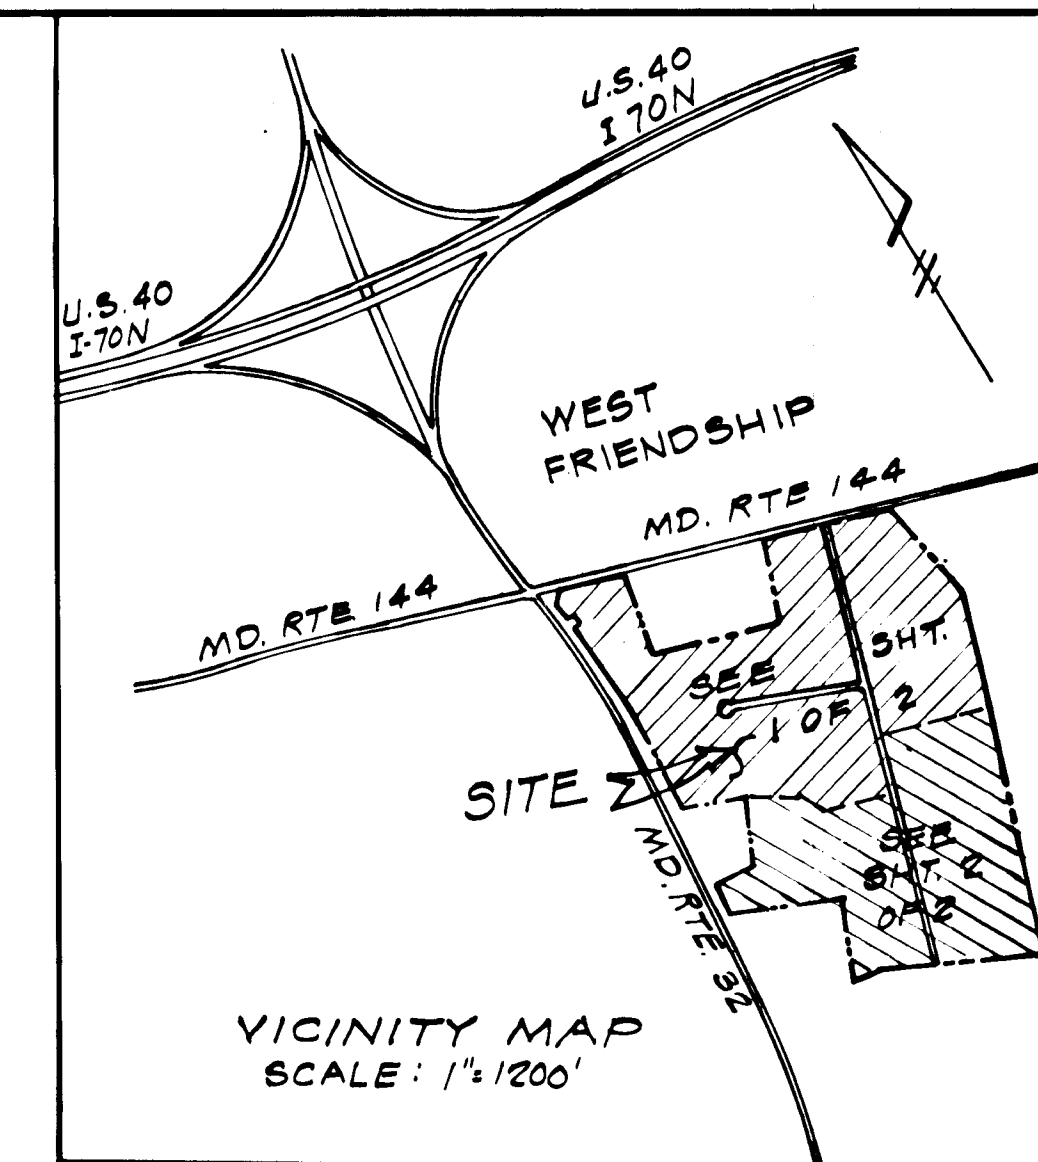 U.S. 40
I 70N
U.S. 40
I-70N
WEST
FRIENDSHIP
MD. RTE 144
MD. RTE 144
SEE
SHT.
1 OF 2
SITE
SEE
SHT. 2
OF 2
MD. RTE. 32
VICINITY MAP
SCALE: 1"=1200'